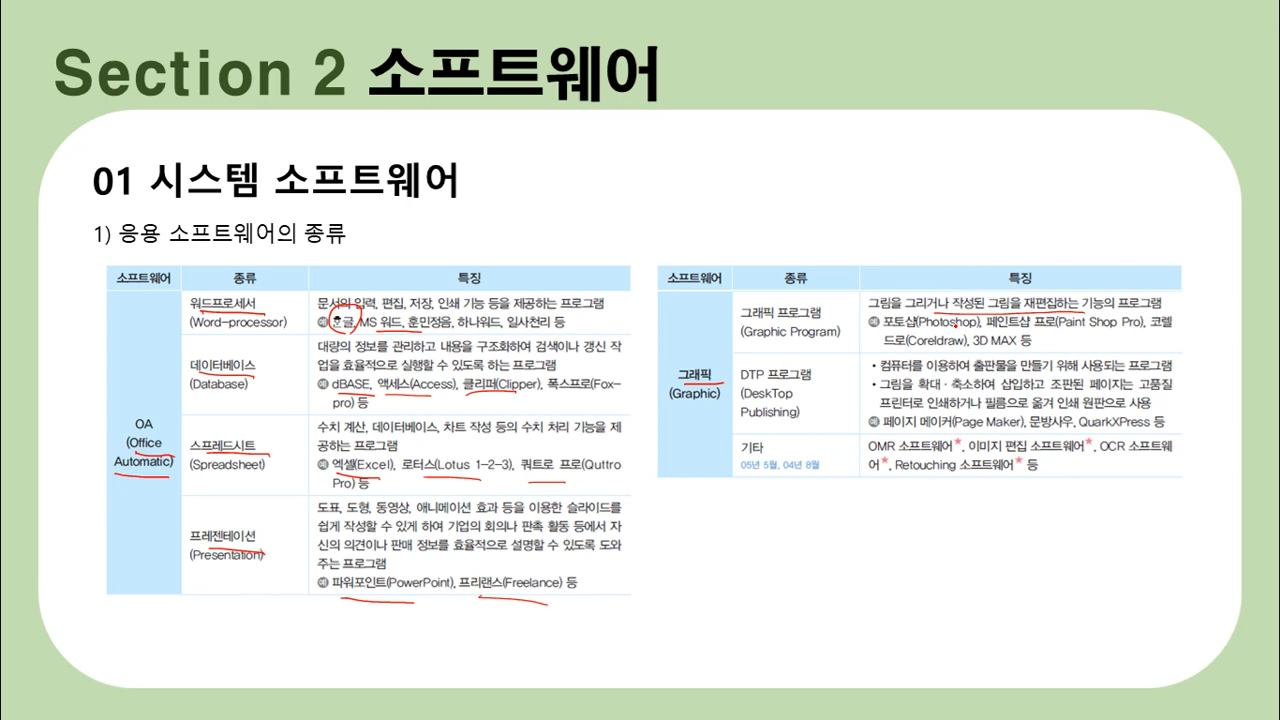 Section 2 소프트웨어
01 시스템 소프트웨어
1) 응용 소프트웨어의 종류
소프트웨어 종류 특징
OA
(Office
Automatic)
워드프로세서
(Word-processor)
문서의 입력, 편집, 저장, 인쇄 기능 등을 제공하는 프로그램
예 글, MS 워드, 훈민정음, 하나워드, 일사천리 등
데이터베이스
(Database)
대량의 정보를 관리하고 내용을 구조화하여 검색이나 갱신 작
업을 효율적으로 실행할 수 있도록 하는 프로그램
예 dBASE, 액세스(Access), 클리퍼(Clipper), 폭스프로(Fox-
pro) 등
스프레드시트
(Spreadsheet)
수치 계산, 데이터베이스, 차트 작성 등의 수치 처리 기능을 제
공하는 프로그램
예 엑셀(Excel), 로터스(Lotus 1-2-3), 쿼트로 프로(Quttro
Pro) 등
프레젠테이션
(Presentation)
도표, 도형, 동영상, 애니메이션 효과 등을 이용한 슬라이드를
쉽게 작성할 수 있게 하여 기업의 회의나 판촉 활동 등에서 자
신의 의견이나 판매 정보를 효율적으로 설명할 수 있도록 도와
주는 프로그램
예 파워포인트(PowerPoint), 프리랜스(Freelance) 등
소프트웨어 종류 특징
그래픽
(Graphic)
그래픽 프로그램
(Graphic Program)
그림을 그리거나 작성된 그림을 재편집하는 기능의 프로그램
예 포토샵(Photoshop), 페인트샵 프로(Paint Shop Pro), 코렐
드로(Coreldraw), 3D MAX 등
DTP 프로그램
(DeskTop
Publishing)
• 컴퓨터를 이용하여 출판물을 만들기 위해 사용되는 프로그램
• 그림을 확대·축소하여 삽입하고 조판된 페이지는 고품질
프린터로 인쇄하거나 필름으로 옮겨 인쇄 원판으로 사용
예 페이지 메이커(Page Maker), 문방사우, QuarkXPress 등
기타
05년 5월, 04년 8월
OMR 소프트웨어*, 이미지 편집 소프트웨어*, OCR 소프트웨
어*, Retouching 소프트웨어* 등